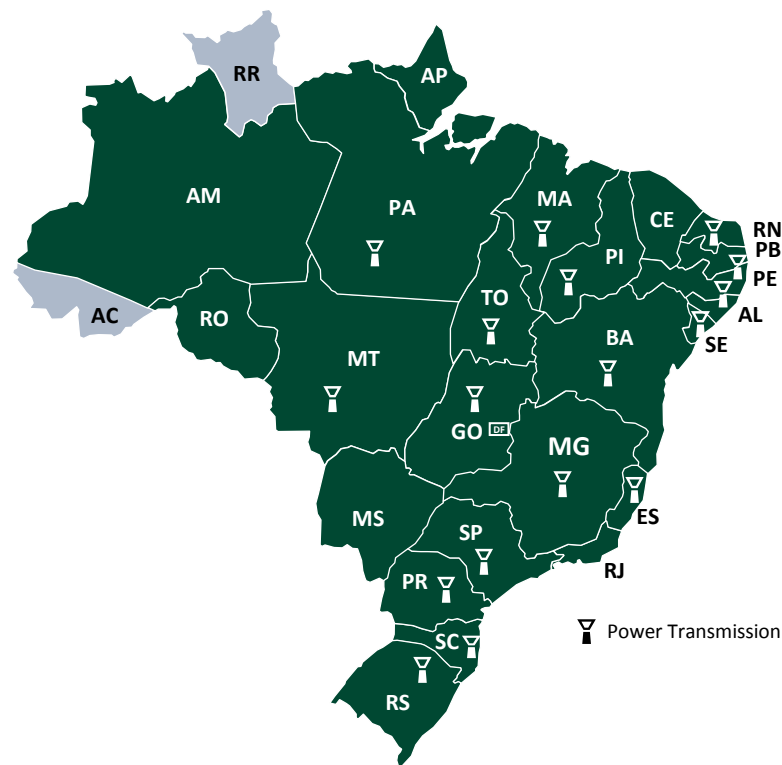 RR
AP
AM
PA
MA
CE
RN
PB
PI
PE
TO
AC
RO
AL
BA
SE
MT
GO
DF
MG
MS
ES
SP
RJ
PR
Power Transmission
SC
RS